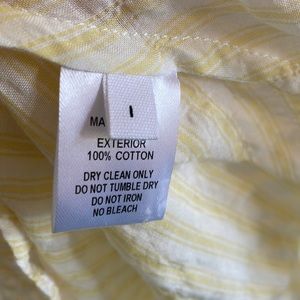 I
MA
EXTERIOR
100% COTTON
DRY CLEAN ONLY
DO NOT TUMBLE DRY
DO NOT IRON
NO BLEACH